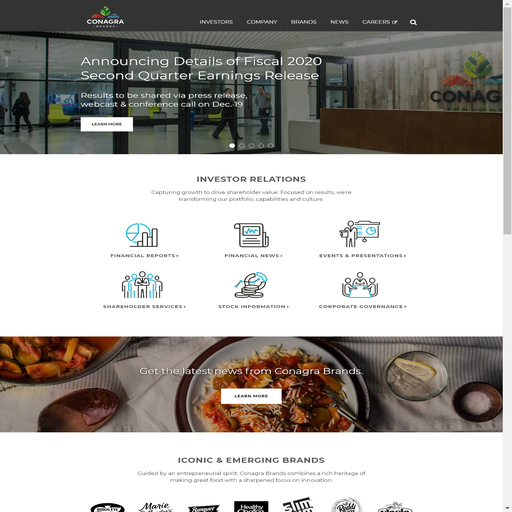 CONAGRA
BRANDS
INVESTORS COMPANY BRANDS NEWS CAREERS
Announcing Details of Fiscal 2020
Second Quarter Earnings Release
Results to be shared via press release,
webcast & conference call on Dec. 19
LEARN MORE
CONAGRA
INVESTOR RELATIONS
Capturing growth to drive shareholder value. Focused on results, we're
transforming our portfolio, capabilities and culture.
FINANCIAL REPORTS › FINANCIAL NEWS › EVENTS & PRESENTATIONS ›
SHAREHOLDER SERVICES › STOCK INFORMATION › CORPORATE GOVERNANCE ›
Get the latest news from Conagra Brands.
LEARN MORE
ICONIC & EMERGING BRANDS
Guided by an entrepreneurial spirit, Conagra Brands combines a rich heritage of
making great food with a sharpened focus on innovation.
Marie Banquet Healthy